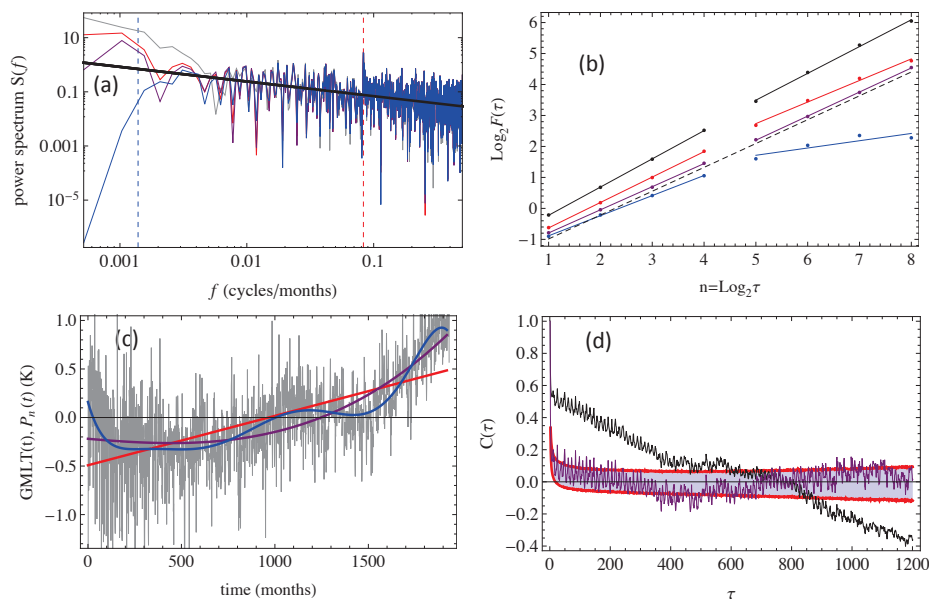 (a)
power spectrum S(f)
10
0.1
0.001
10⁻⁵
0.001 0.01 0.1
f (cycles/months)
(b)
Log₂F(τ)
6
5
4
3
2
1
0
−1
1 2 3 4 5 6 7 8
n=Log₂τ
(c)
GMLT(t), Pₙ(t) (K)
1.0
0.5
0.0
−0.5
−1.0
0 500 1000 1500
time (months)
(d)
C(τ)
1.0
0.8
0.6
0.4
0.2
0.0
−0.2
−0.4
0 200 400 600 800 1000 1200
τ